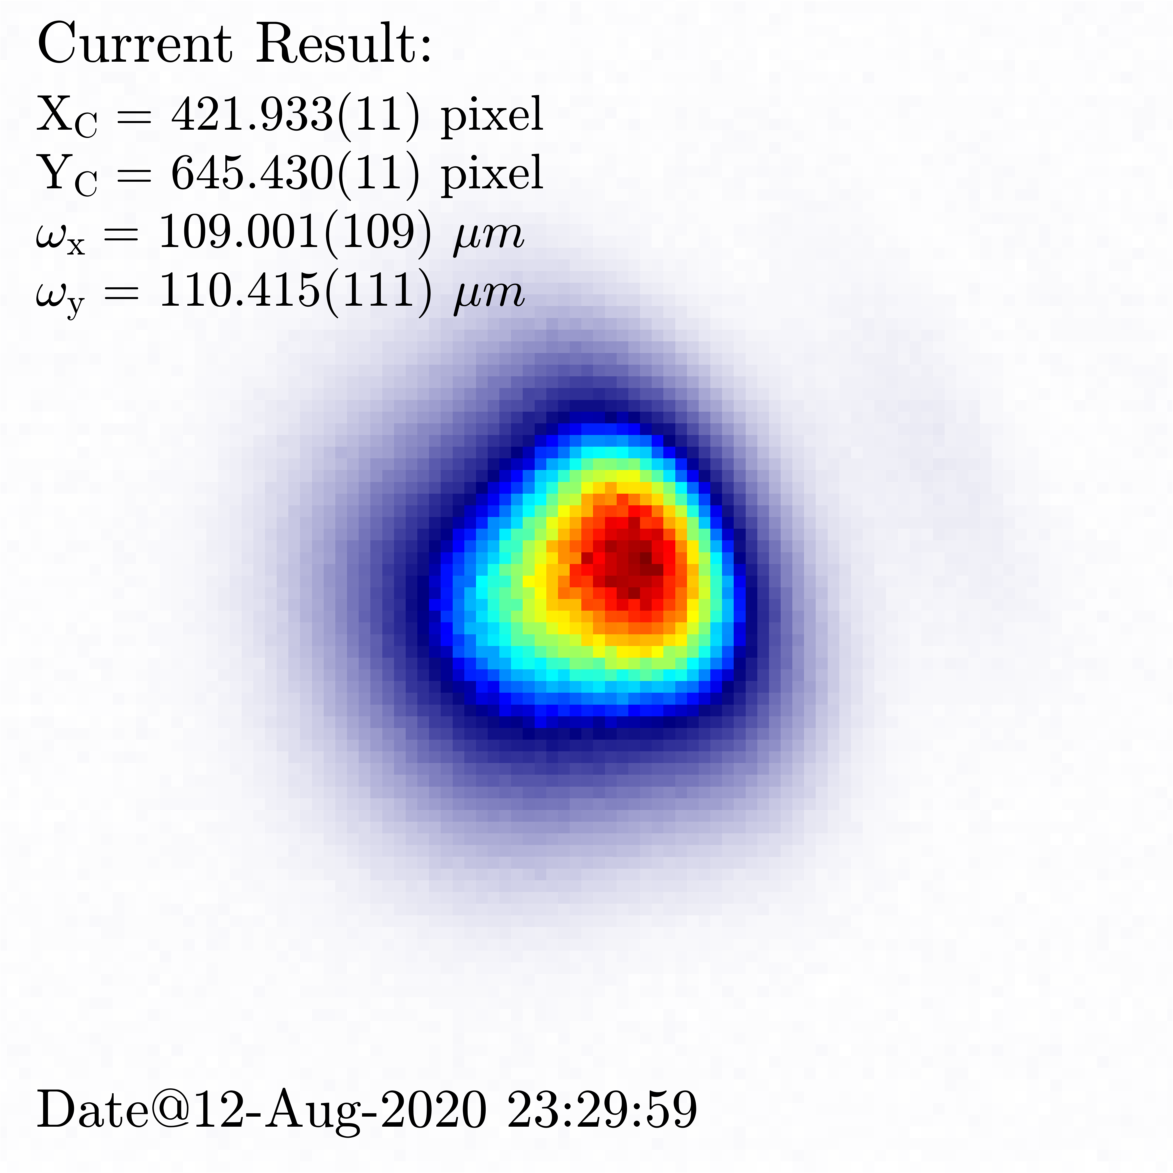 Current Result:
X_C = 421.933(11) pixel
Y_C = 645.430(11) pixel
ω_x = 109.001(109) μm
ω_y = 110.415(111) μm
Date@12-Aug-2020 23:29:59